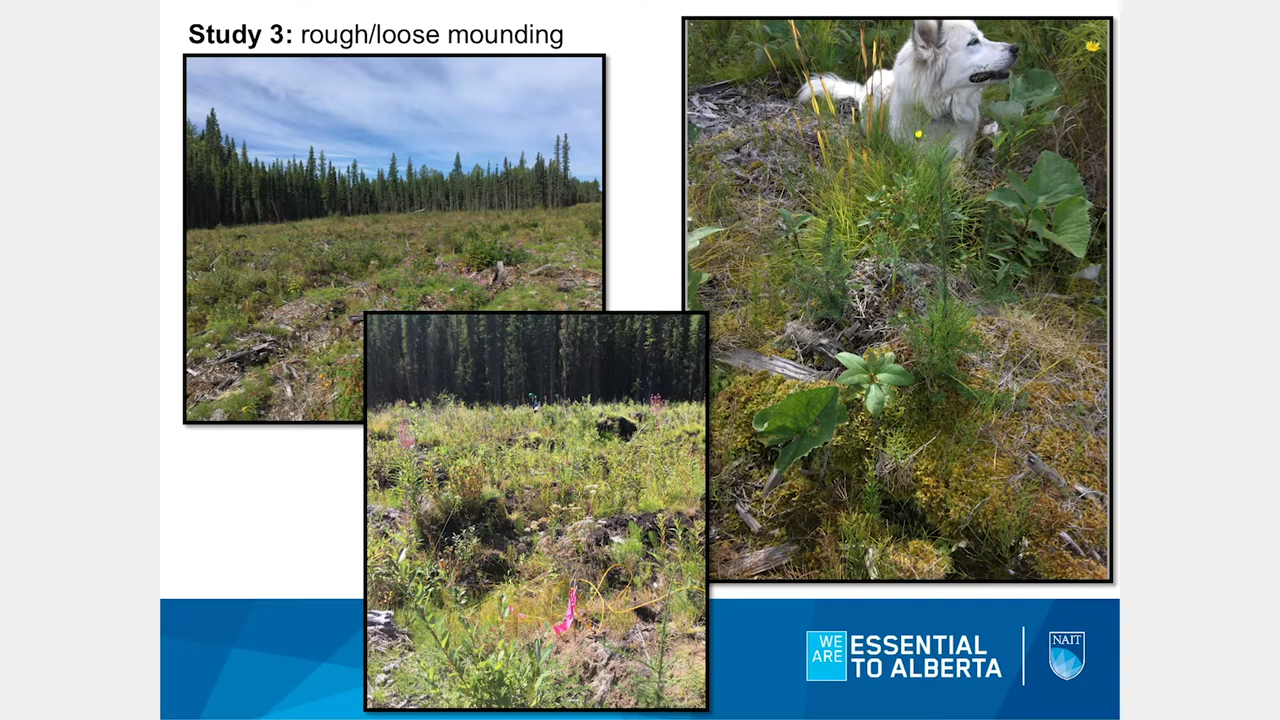 Study 3: rough/loose mounding
WE ARE
ESSENTIAL
TO ALBERTA
NAIT